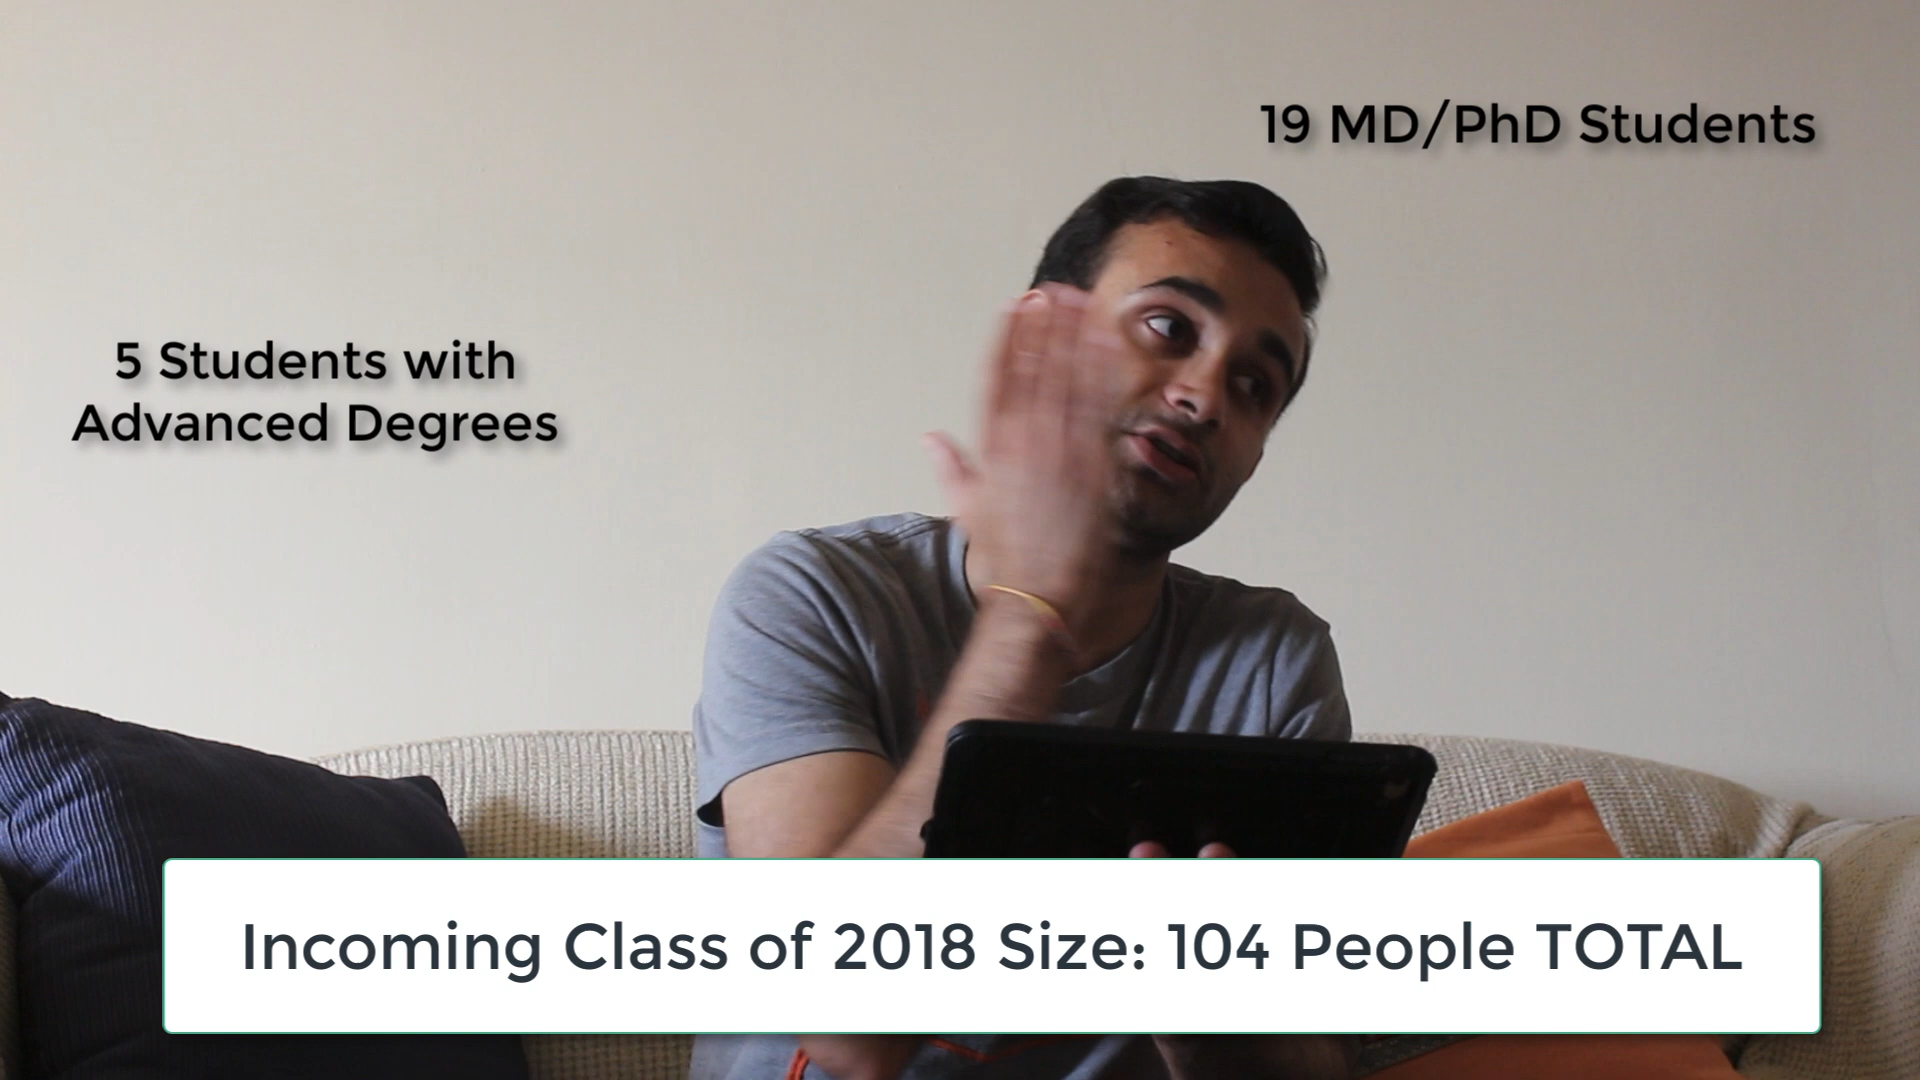 19 MD/PhD Students
5 Students with
Advanced Degrees
Incoming Class of 2018 Size: 104 People TOTAL